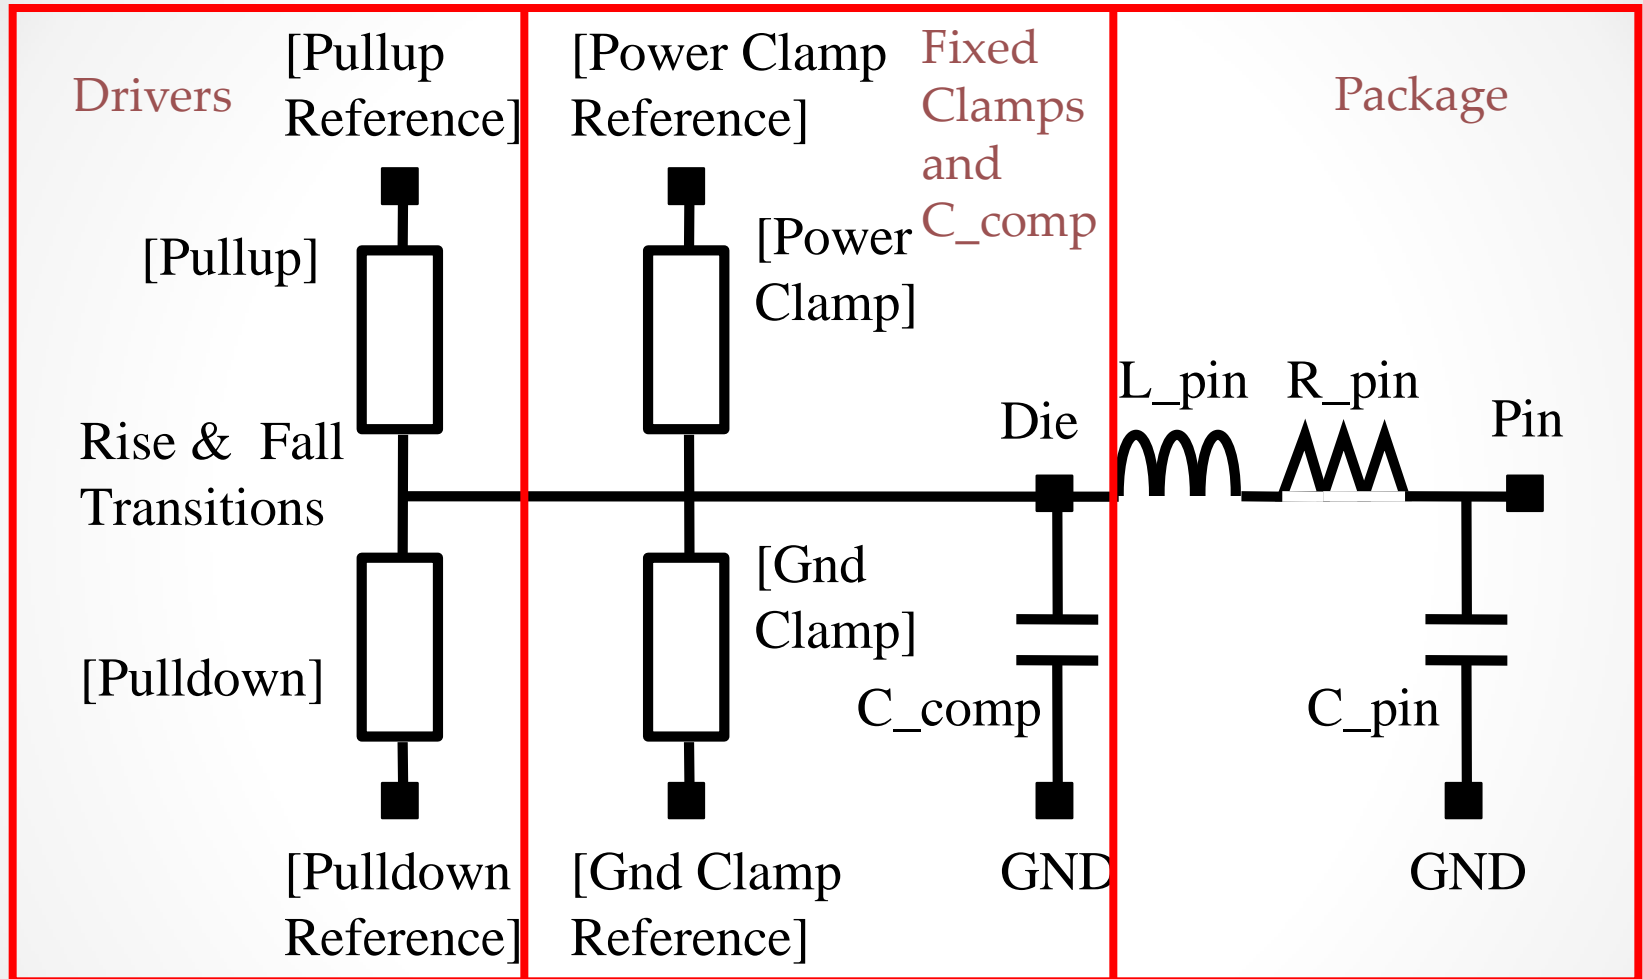 Drivers
[Pullup
Reference]
[Pullup]
Rise &  Fall
Transitions
[Pulldown]
[Pulldown
Reference]
[Power Clamp
Reference]
Fixed
Clamps
and
C_comp
[Power
Clamp]
[Gnd
Clamp]
Die
C_comp
GND
[Gnd Clamp
Reference]
Package
L_pin
R_pin
Pin
C_pin
GND